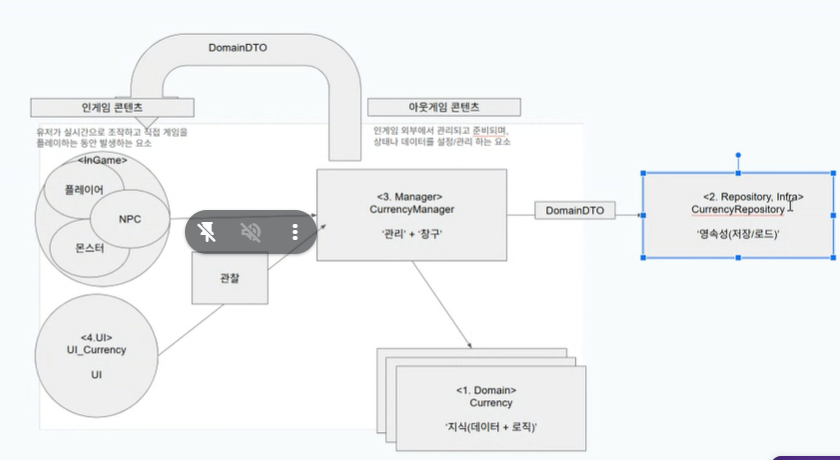 DomainDTO
인게임 콘텐츠
아웃게임 콘텐츠
유저가 실시간으로 조작하고 직접 게임을
플레이하는 동안 발생하는 요소
인게임 외부에서 관리되고 준비되며,
상태나 데이터를 설정/관리 하는 요소
<InGame>
플레이어
NPC
몬스터
<3. Manager>
CurrencyManager
'관리' + '창구'
DomainDTO
<2. Repository, Infra>
CurrencyRepository
'영속성(저장/로드)'
관찰
<4.UI>
UI_Currency
UI
<1. Domain>
Currency
'지식(데이터 + 로직)'